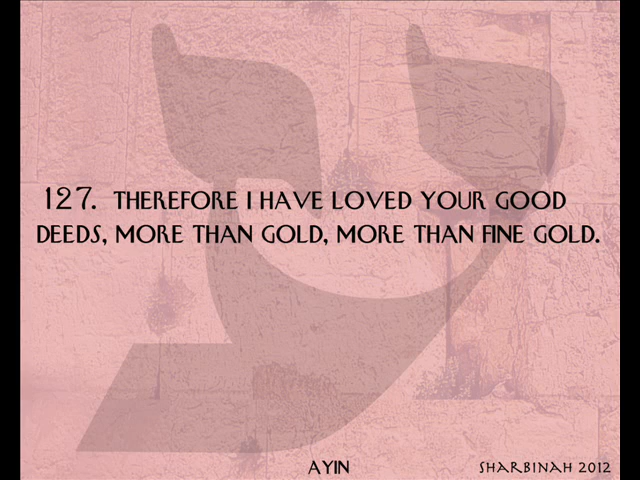 127. THEREFORE I HAVE LOVED YOUR GOOD
DEEDS, MORE THAN GOLD, MORE THAN FINE GOLD.
ע
AYIN
SHARBINAH 2012